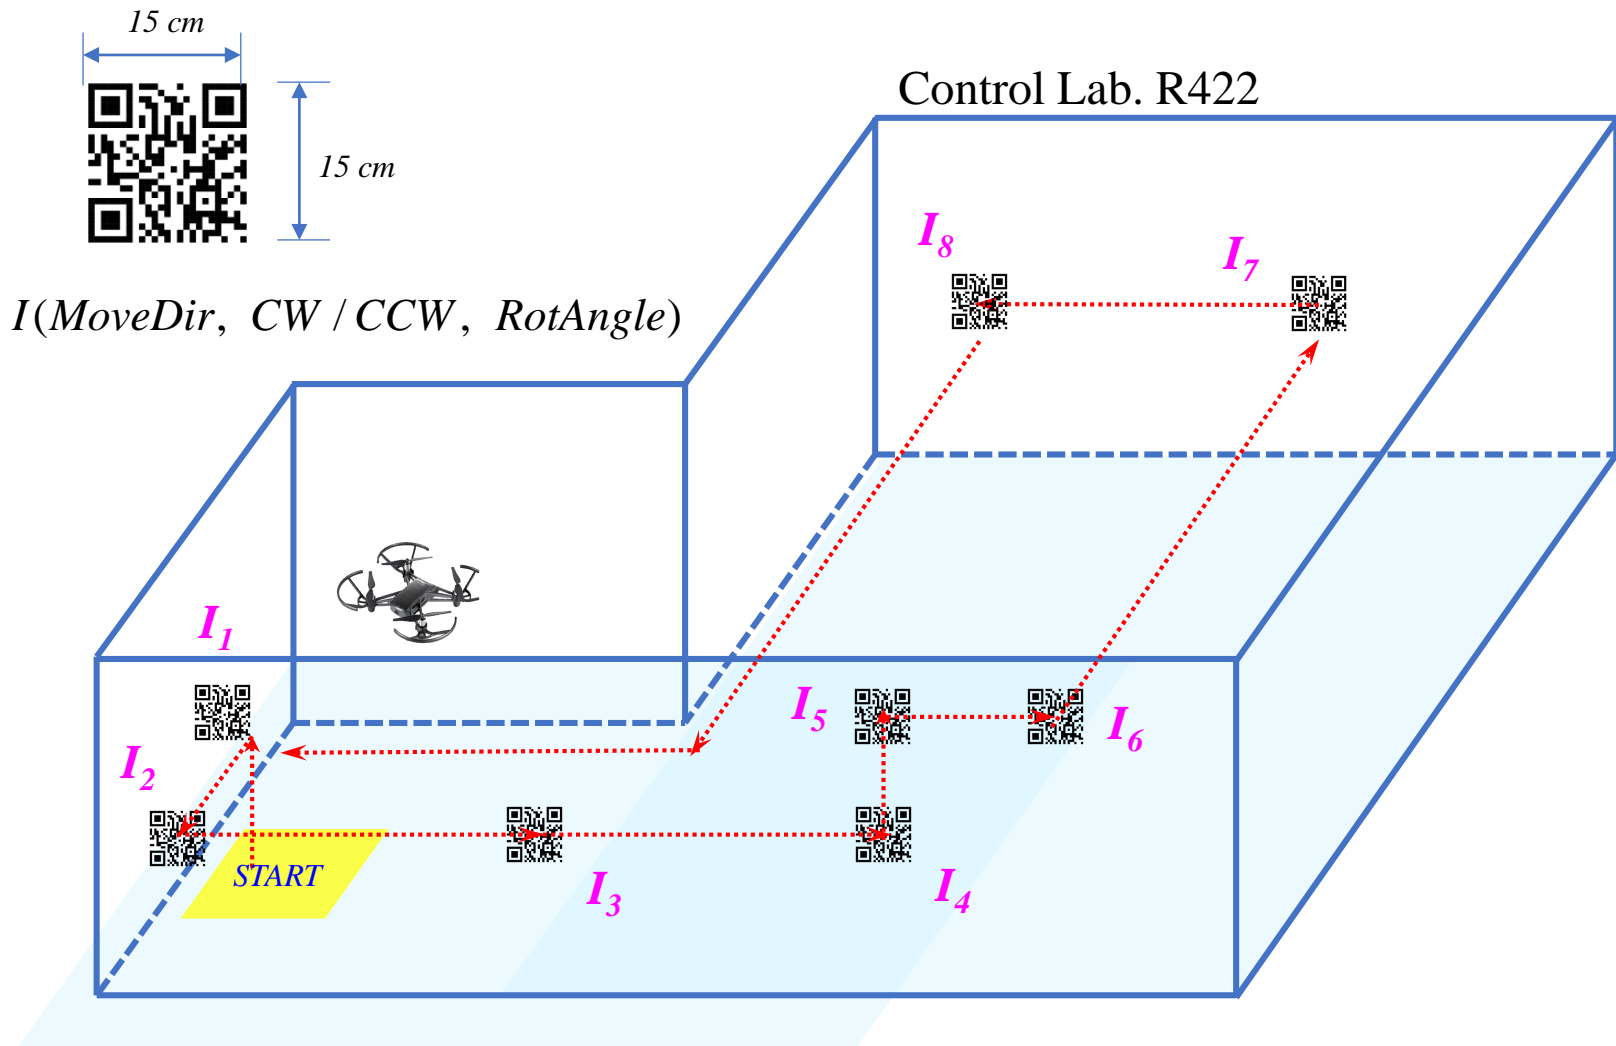 15 cm
15 cm
Control Lab. R422
I(MoveDir, CW / CCW, RotAngle)
I8
I7
I1
I2
I5
I6
START
I3
I4